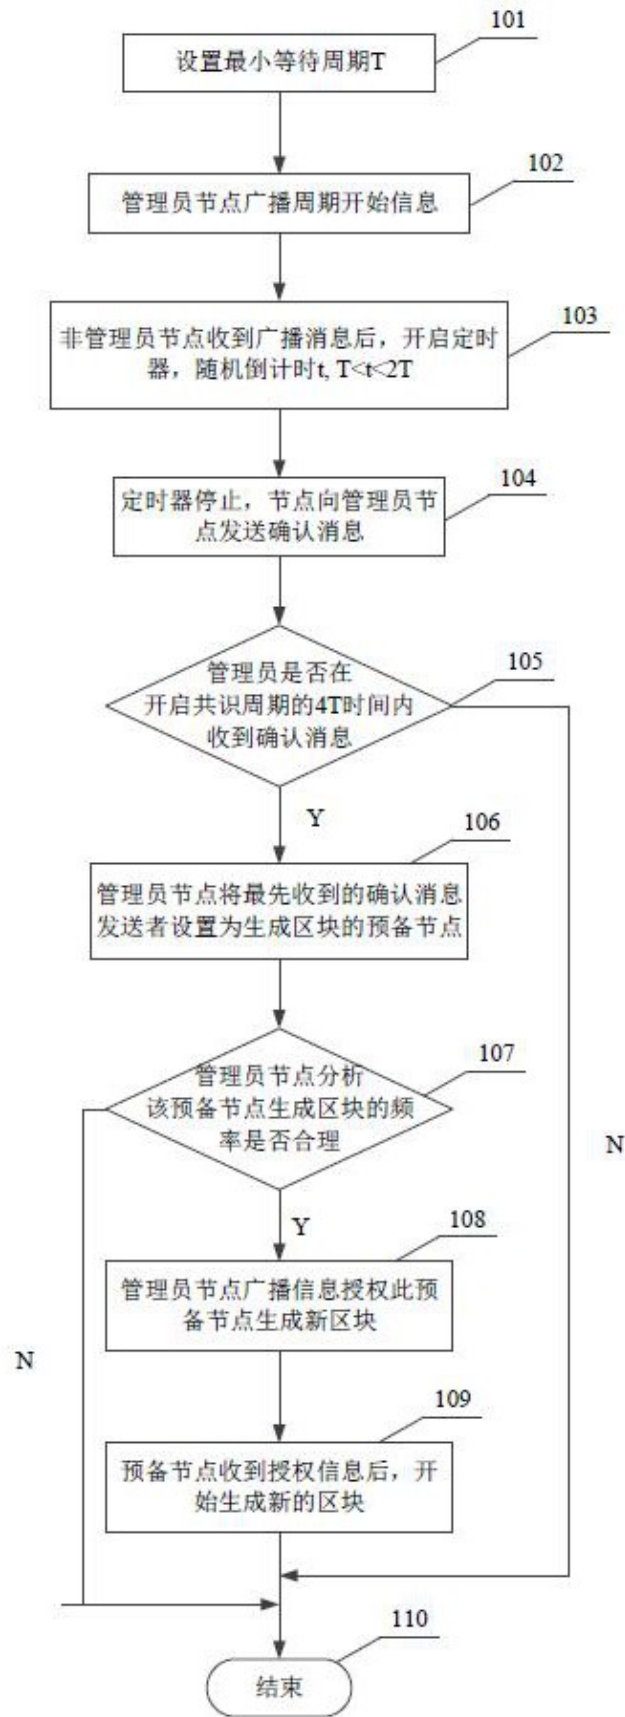 101
设置最小等待周期T
102
管理员节点广播周期开始信息
103
非管理员节点收到广播消息后，开启定时
器，随机倒计时t, T<t<2T
104
定时器停止，节点向管理员节
点发送确认消息
105
管理员是否在
开启共识周期的4T时间内
收到确认消息
Y
106
管理员节点将最先收到的确认消息
发送者设置为生成区块的预备节点
107
管理员节点分析
该预备节点生成区块的频
率是否合理
N
Y
108
管理员节点广播信息授权此预
备节点生成新区块
N
109
预备节点收到授权信息后，开
始生成新的区块
110
结束